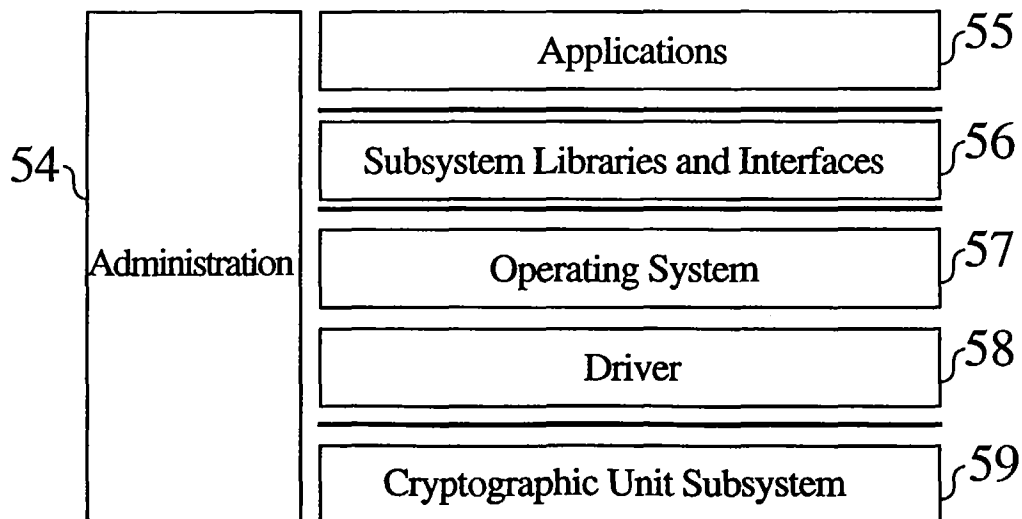 Applications 55
54
Subsystem Libraries and Interfaces 56
Administration
Operating System 57
Driver 58
Cryptographic Unit Subsystem 59